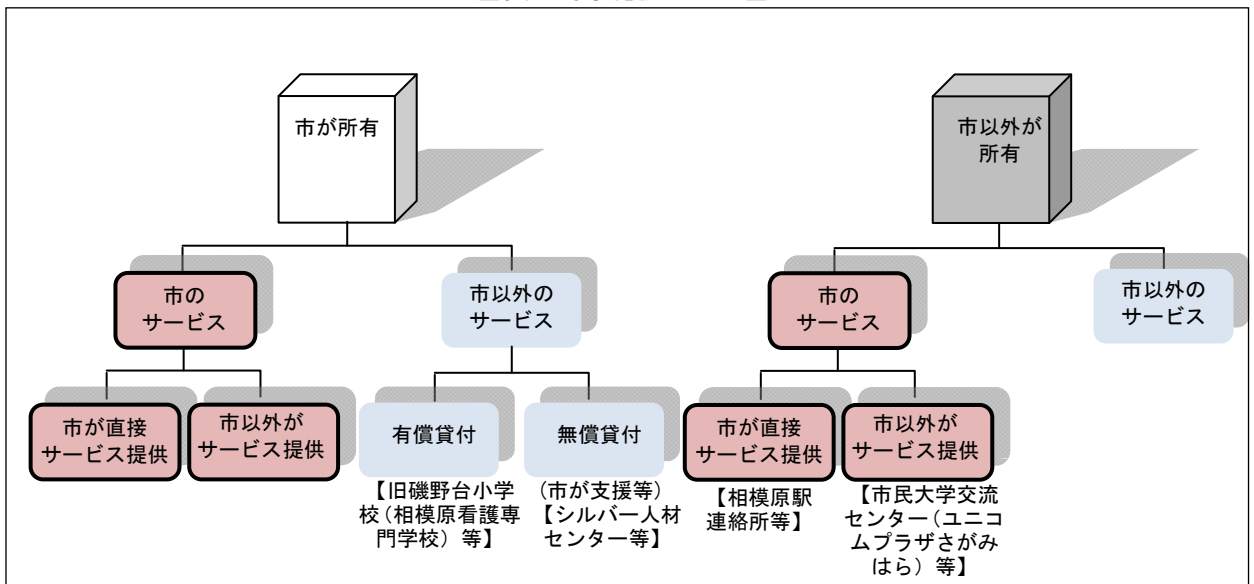 市が所有
市以外が
所有
市の
サービス
市以外の
サービス
市の
サービス
市以外の
サービス
市が直接
サービス提供
市以外が
サービス提供
有償貸付
無償貸付
市が直接
サービス提供
市以外が
サービス提供
【旧磯野台小学
校(相模原看護専
門学校) 等】
(市が支援等)
【シルバー人材
センター等】
【相模原駅
連絡所等】
【市民大学交流
センター(ユニコ
ムプラザさがみ
はら) 等】